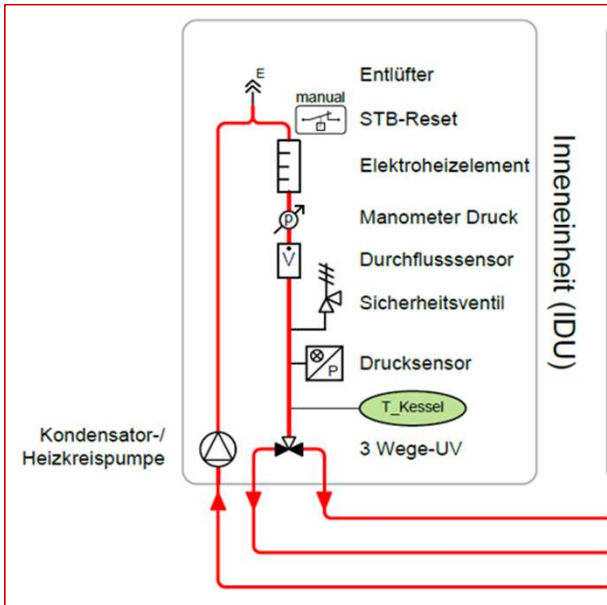 E
Entlüfter
manual
STB-Reset
Elektroheizelement
p
Manometer Druck
V
Durchflusssensor
Sicherheitsventil
P
Drucksensor
T_Kessel
3 Wege-UV
Kondensator-/
Heizkreispumpe
Inneneinheit (IDU)